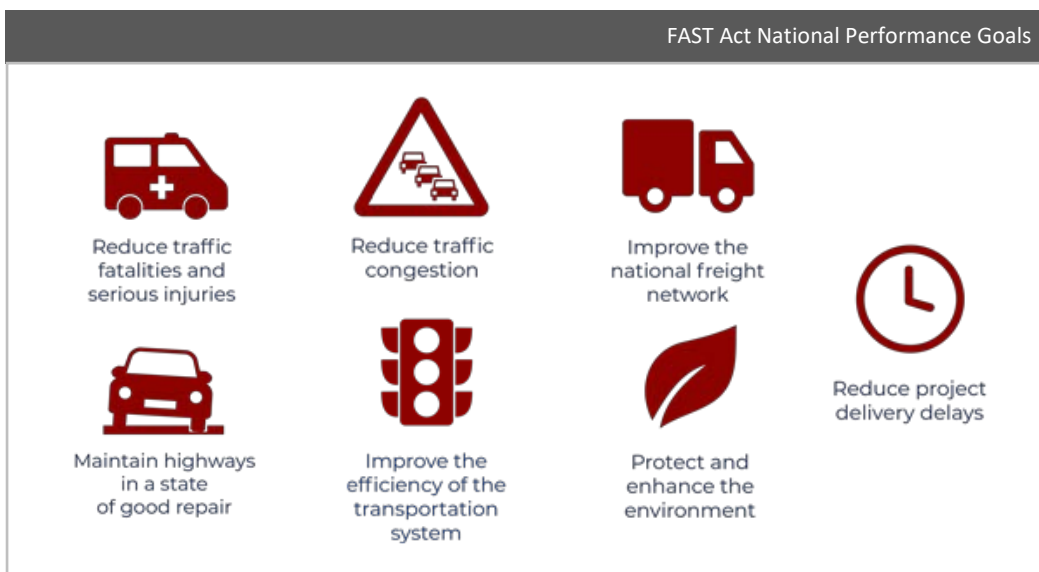 FAST Act National Performance Goals
Reduce traffic
fatalities and
serious injuries
Reduce traffic
congestion
Improve the
national freight
network
Reduce project
delivery delays
Maintain highways
in a state
of good repair
Improve the
efficiency of the
transportation
system
Protect and
enhance the
environment